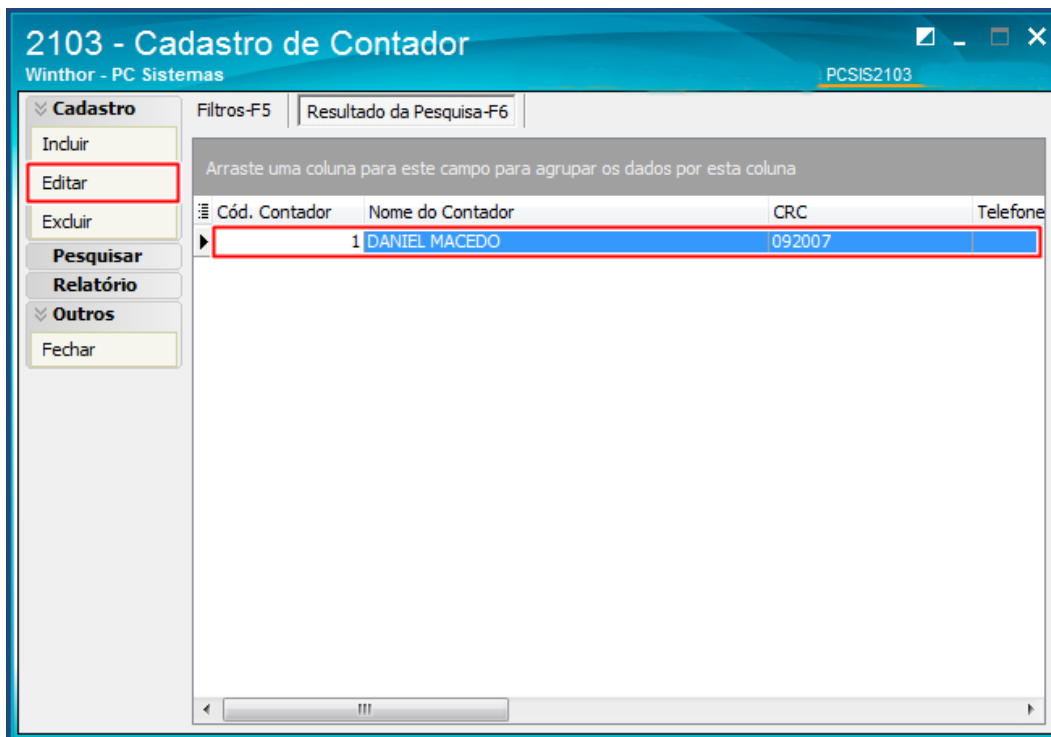 2103 - Cadastro de Contador
Winthor - PC Sistemas
PCSIS2103
Cadastro
Incluir
Editar
Excluir
Pesquisar
Relatório
Outros
Fechar
Filtros-F5
Resultado da Pesquisa-F6
Arraste uma coluna para este campo para agrupar os dados por esta coluna
Cód. Contador Nome do Contador CRC Telefone
1 DANIEL MACEDO 092007